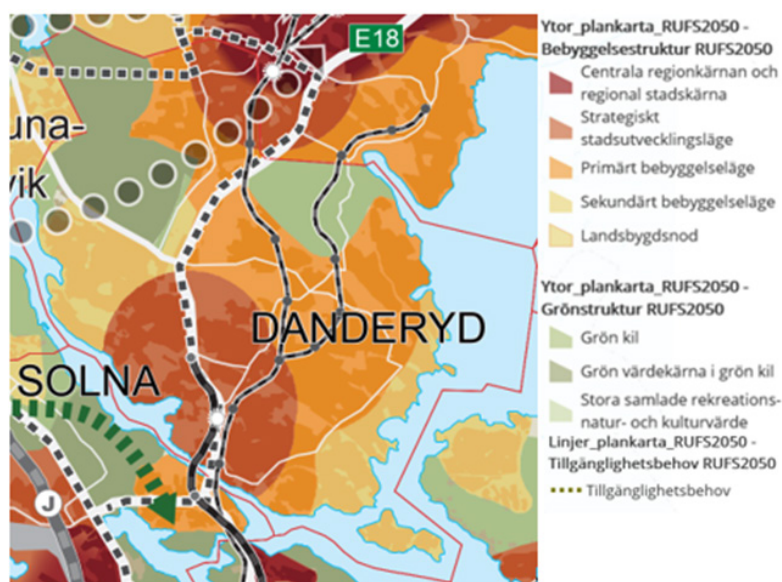 E18
una-
vik
DANDERYD
SOLNA
J
Ytor_plankarta_RUFS2050 -
Bebyggelsestruktur RUFS2050
Centrala regionkärnan och
regional stadskärna
Strategiskt
stadsutvecklingsläge
Primärt bebyggelseläge
Sekundärt bebyggelseläge
Landsbygdsnod
Ytor_plankarta_RUFS2050 -
Grönstruktur RUFS2050
Grön kil
Grön värdekärna i grön kil
Stora samlade rekreations-
natur- och kulturvärde
Linjer_plankarta_RUFS2050 -
Tillgänglighetsbehov RUFS2050
Tillgänglighetsbehov